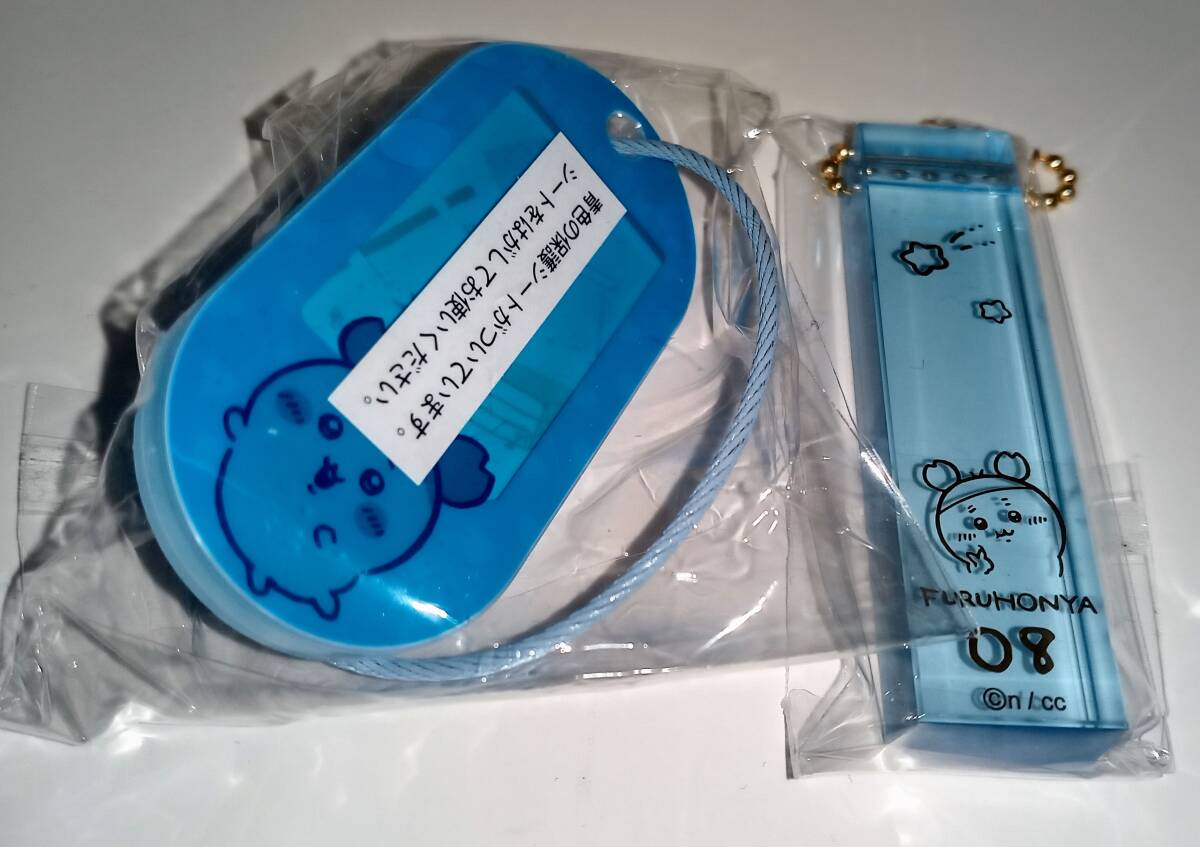 青色の保護シートがついています。
シートをはがしてお使いください。
FURUHONYA
08
©n / cc